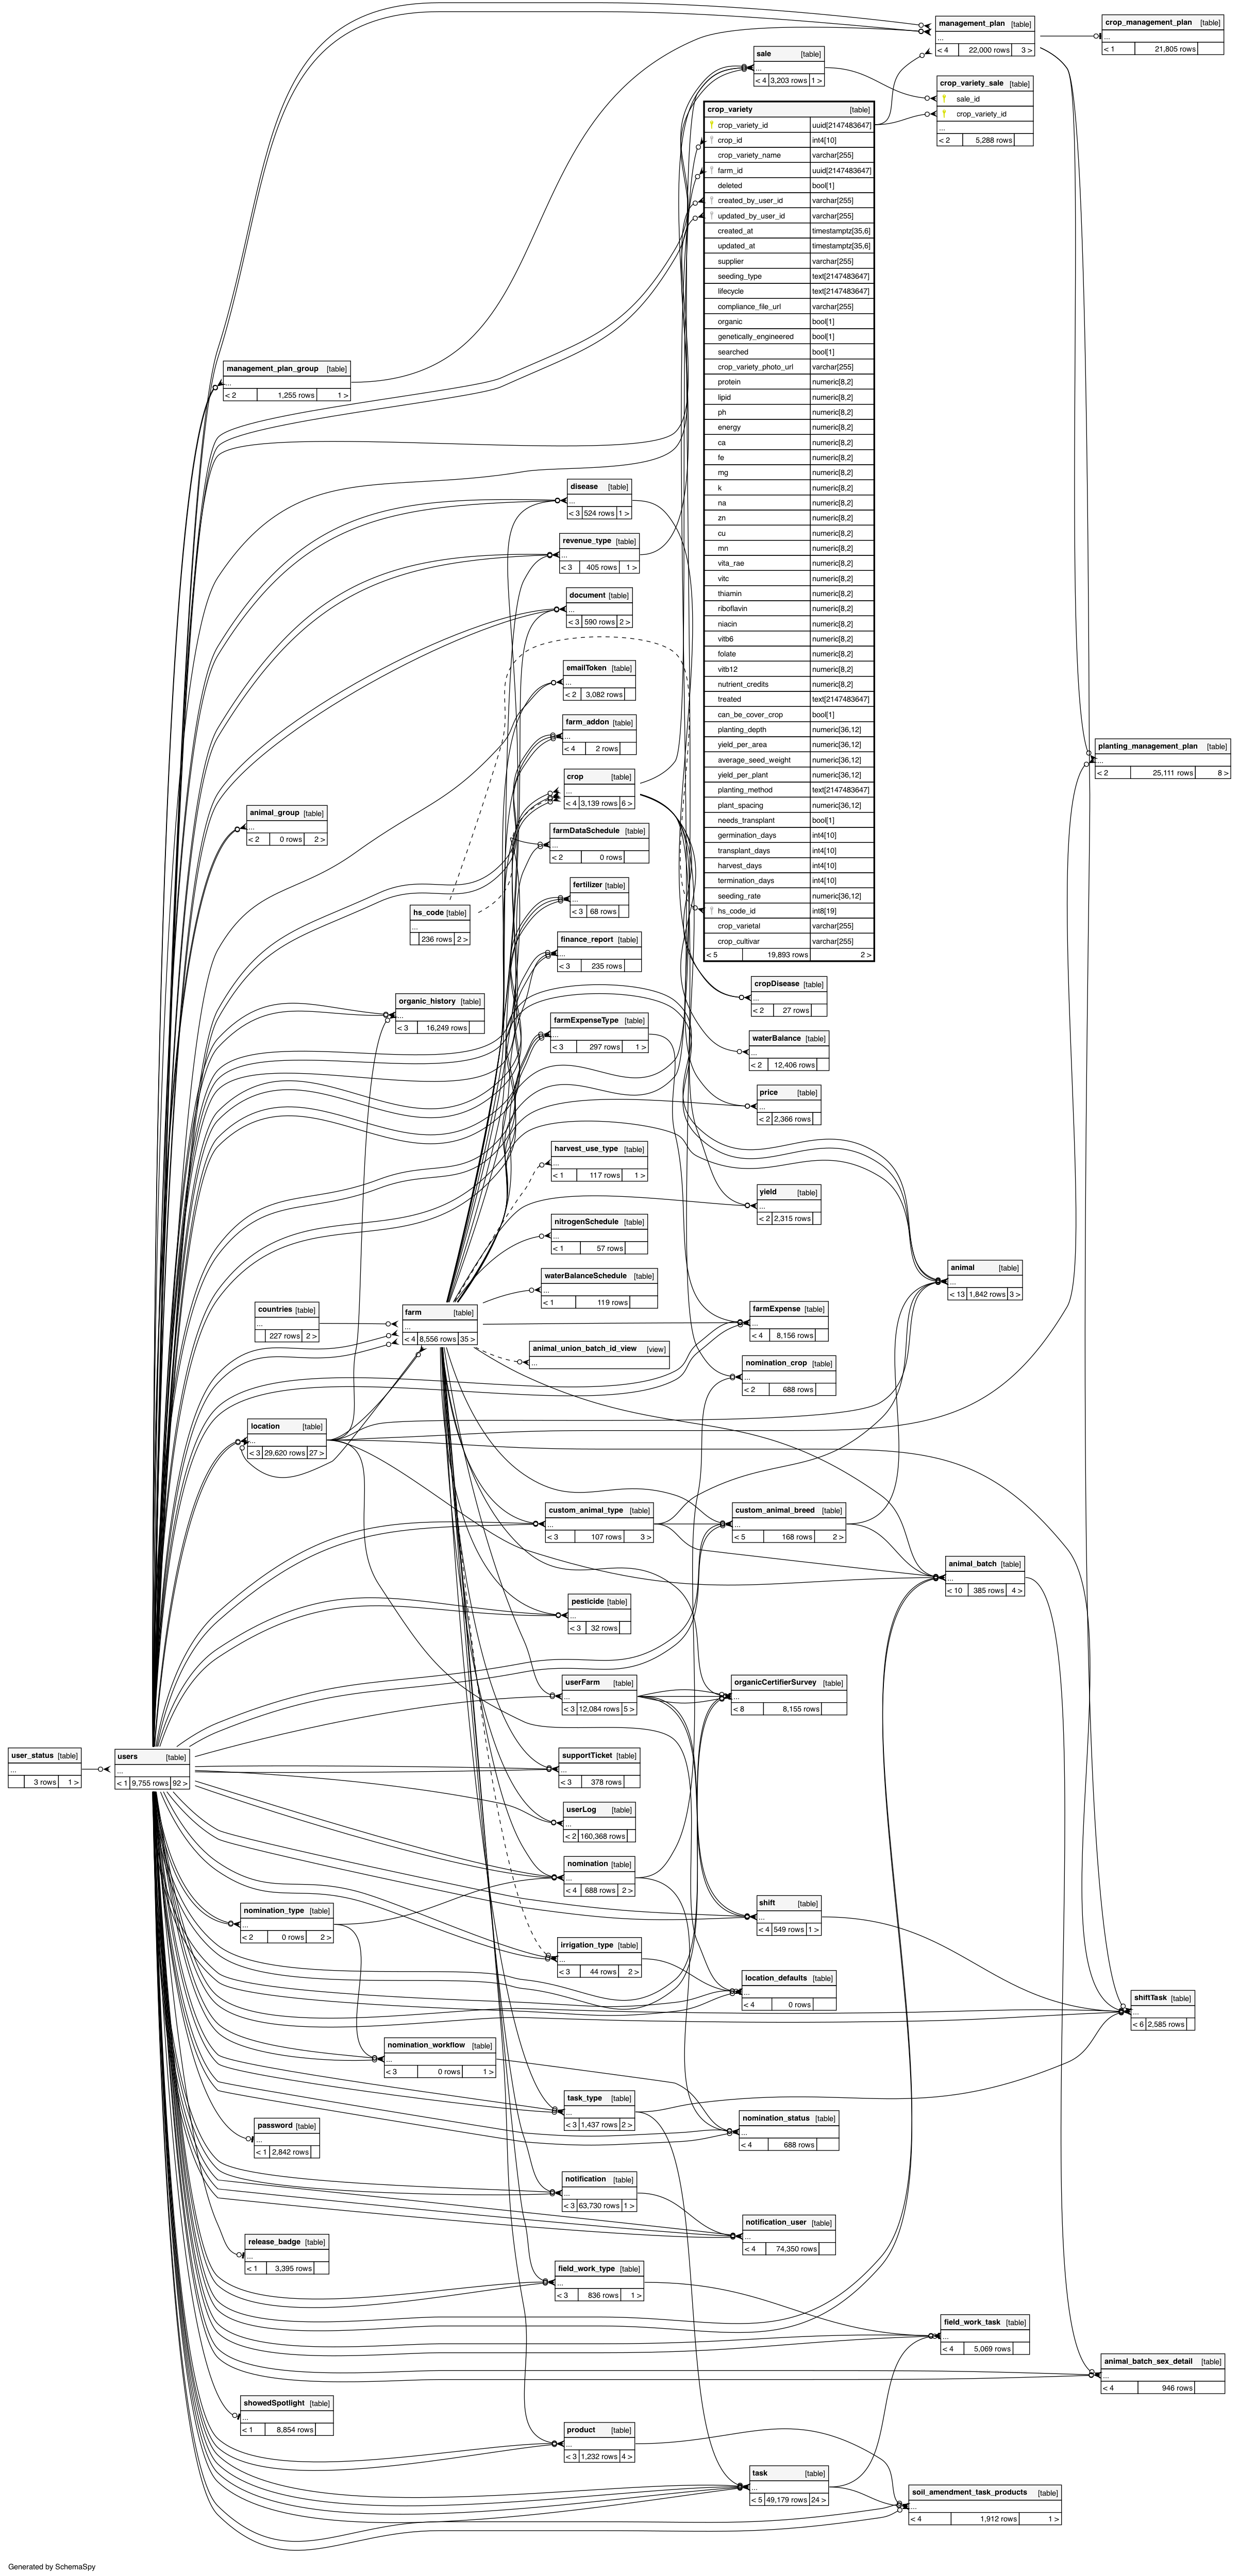 management_plan [table]
...
< 4 22,000 rows 3 >
crop_management_plan [table]
...
< 1 21,805 rows
sale [table]
...
< 4 3,203 rows 1 >
crop_variety_sale [table]
sale_id
crop_variety_id
...
< 2 5,288 rows
crop_variety [table]
crop_variety_id uuid[2147483647]
crop_id int4[10]
crop_variety_name varchar[255]
farm_id uuid[2147483647]
deleted bool[1]
created_by_user_id varchar[255]
updated_by_user_id varchar[255]
created_at timestamptz[35,6]
updated_at timestamptz[35,6]
supplier varchar[255]
seeding_type text[2147483647]
lifecycle text[2147483647]
compliance_file_url varchar[255]
organic bool[1]
genetically_engineered bool[1]
searched bool[1]
crop_variety_photo_url varchar[255]
protein numeric[8,2]
lipid numeric[8,2]
ph numeric[8,2]
energy numeric[8,2]
ca numeric[8,2]
fe numeric[8,2]
mg numeric[8,2]
k numeric[8,2]
na numeric[8,2]
zn numeric[8,2]
cu numeric[8,2]
mn numeric[8,2]
vita_rae numeric[8,2]
vitc numeric[8,2]
thiamin numeric[8,2]
riboflavin numeric[8,2]
niacin numeric[8,2]
vitb6 numeric[8,2]
folate numeric[8,2]
vitb12 numeric[8,2]
nutrient_credits numeric[8,2]
treated text[2147483647]
can_be_cover_crop bool[1]
planting_depth numeric[36,12]
yield_per_area numeric[36,12]
average_seed_weight numeric[36,12]
yield_per_plant numeric[36,12]
planting_method text[2147483647]
plant_spacing numeric[36,12]
needs_transplant bool[1]
germination_days int4[10]
transplant_days int4[10]
harvest_days int4[10]
termination_days int4[10]
seeding_rate numeric[36,12]
hs_code_id int8[19]
crop_varietal varchar[255]
crop_cultivar varchar[255]
< 5 19,893 rows 2 >
management_plan_group [table]
...
< 2 1,255 rows 1 >
disease [table]
...
< 3 524 rows 1 >
revenue_type [table]
...
< 3 405 rows 1 >
document [table]
...
< 3 590 rows 2 >
emailToken [table]
...
< 2 3,082 rows
farm_addon [table]
...
< 4 2 rows
planting_management_plan [table]
...
< 2 25,111 rows 8 >
crop [table]
...
< 4 3,139 rows 6 >
animal_group [table]
...
< 2 0 rows 2 >
farmDataSchedule [table]
...
< 2 0 rows
fertilizer [table]
...
< 3 68 rows
hs_code [table]
...
236 rows 2 >
finance_report [table]
...
< 3 235 rows
cropDisease [table]
...
< 2 27 rows
organic_history [table]
...
< 3 16,249 rows
farmExpenseType [table]
...
< 3 297 rows 1 >
waterBalance [table]
...
< 2 12,406 rows
price [table]
...
< 2 2,366 rows
harvest_use_type [table]
...
< 1 117 rows 1 >
yield [table]
...
< 2 2,315 rows
nitrogenSchedule [table]
...
< 1 57 rows
animal [table]
...
< 13 1,842 rows 3 >
waterBalanceSchedule [table]
...
< 1 119 rows
countries [table]
...
227 rows 2 >
farm [table]
...
< 4 8,556 rows 35 >
farmExpense [table]
...
< 4 8,156 rows
animal_union_batch_id_view [view]
...
nomination_crop [table]
...
< 2 688 rows
location [table]
...
< 3 29,620 rows 27 >
custom_animal_type [table]
...
< 3 107 rows 3 >
custom_animal_breed [table]
...
< 5 168 rows 2 >
animal_batch [table]
...
< 10 385 rows 4 >
pesticide [table]
...
< 3 32 rows
userFarm [table]
...
< 3 12,084 rows 5 >
organicCertifierSurvey [table]
...
< 8 8,155 rows
user_status [table]
...
3 rows 1 >
users [table]
...
< 1 9,755 rows 92 >
supportTicket [table]
...
< 3 378 rows
userLog [table]
...
< 2 160,368 rows
nomination [table]
...
< 4 688 rows 2 >
shift [table]
...
< 4 549 rows 1 >
nomination_type [table]
...
< 2 0 rows 2 >
irrigation_type [table]
...
< 3 44 rows 2 >
location_defaults [table]
...
< 4 0 rows
shiftTask [table]
...
< 6 2,585 rows
nomination_workflow [table]
...
< 3 0 rows 1 >
task_type [table]
...
< 3 1,437 rows 2 >
password [table]
...
< 1 2,842 rows
nomination_status [table]
...
< 4 688 rows
notification [table]
...
< 3 63,730 rows 1 >
notification_user [table]
...
< 4 74,350 rows
release_badge [table]
...
< 1 3,395 rows
field_work_type [table]
...
< 3 836 rows 1 >
field_work_task [table]
...
< 4 5,069 rows
animal_batch_sex_detail [table]
...
< 4 946 rows
showedSpotlight [table]
...
< 1 8,854 rows
product [table]
...
< 3 1,232 rows 4 >
task [table]
...
< 5 49,179 rows 24 >
soil_amendment_task_products [table]
...
< 4 1,912 rows 1 >
Generated by SchemaSpy